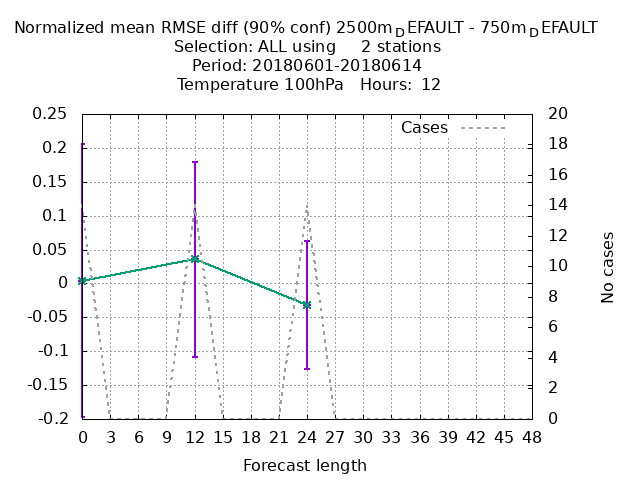 Normalized mean RMSE diff (90% conf) 2500mDEFAULT - 750mDEFAULT
Selection: ALL using     2 stations
Period: 20180601-20180614
Temperature 100hPa   Hours:  12
Cases
0.25
0.2
0.15
0.1
0.05
0
-0.05
-0.1
-0.15
-0.2
20
18
16
14
12
10
8
6
4
2
0
No cases
0 3 6 9 12 15 18 21 24 27 30 33 36 39 42 45 48
Forecast length